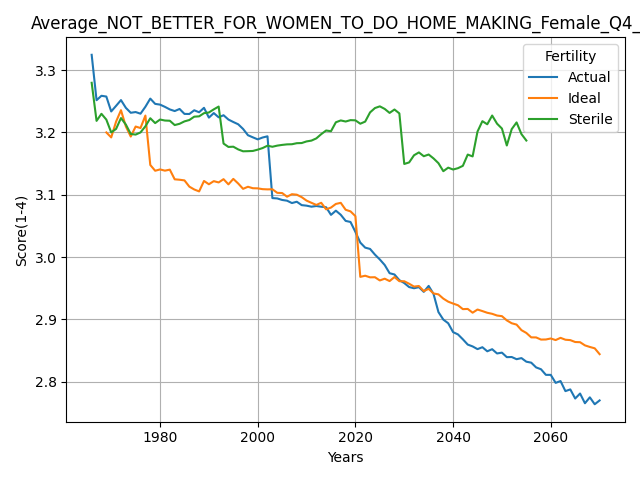 Average_NOT_BETTER_FOR_WOMEN_TO_DO_HOME_MAKING_Female_Q4_
Fertility
Actual
Ideal
Sterile
Score(1-4)
3.3
3.2
3.1
3.0
2.9
2.8
1980 2000 2020 2040 2060
Years